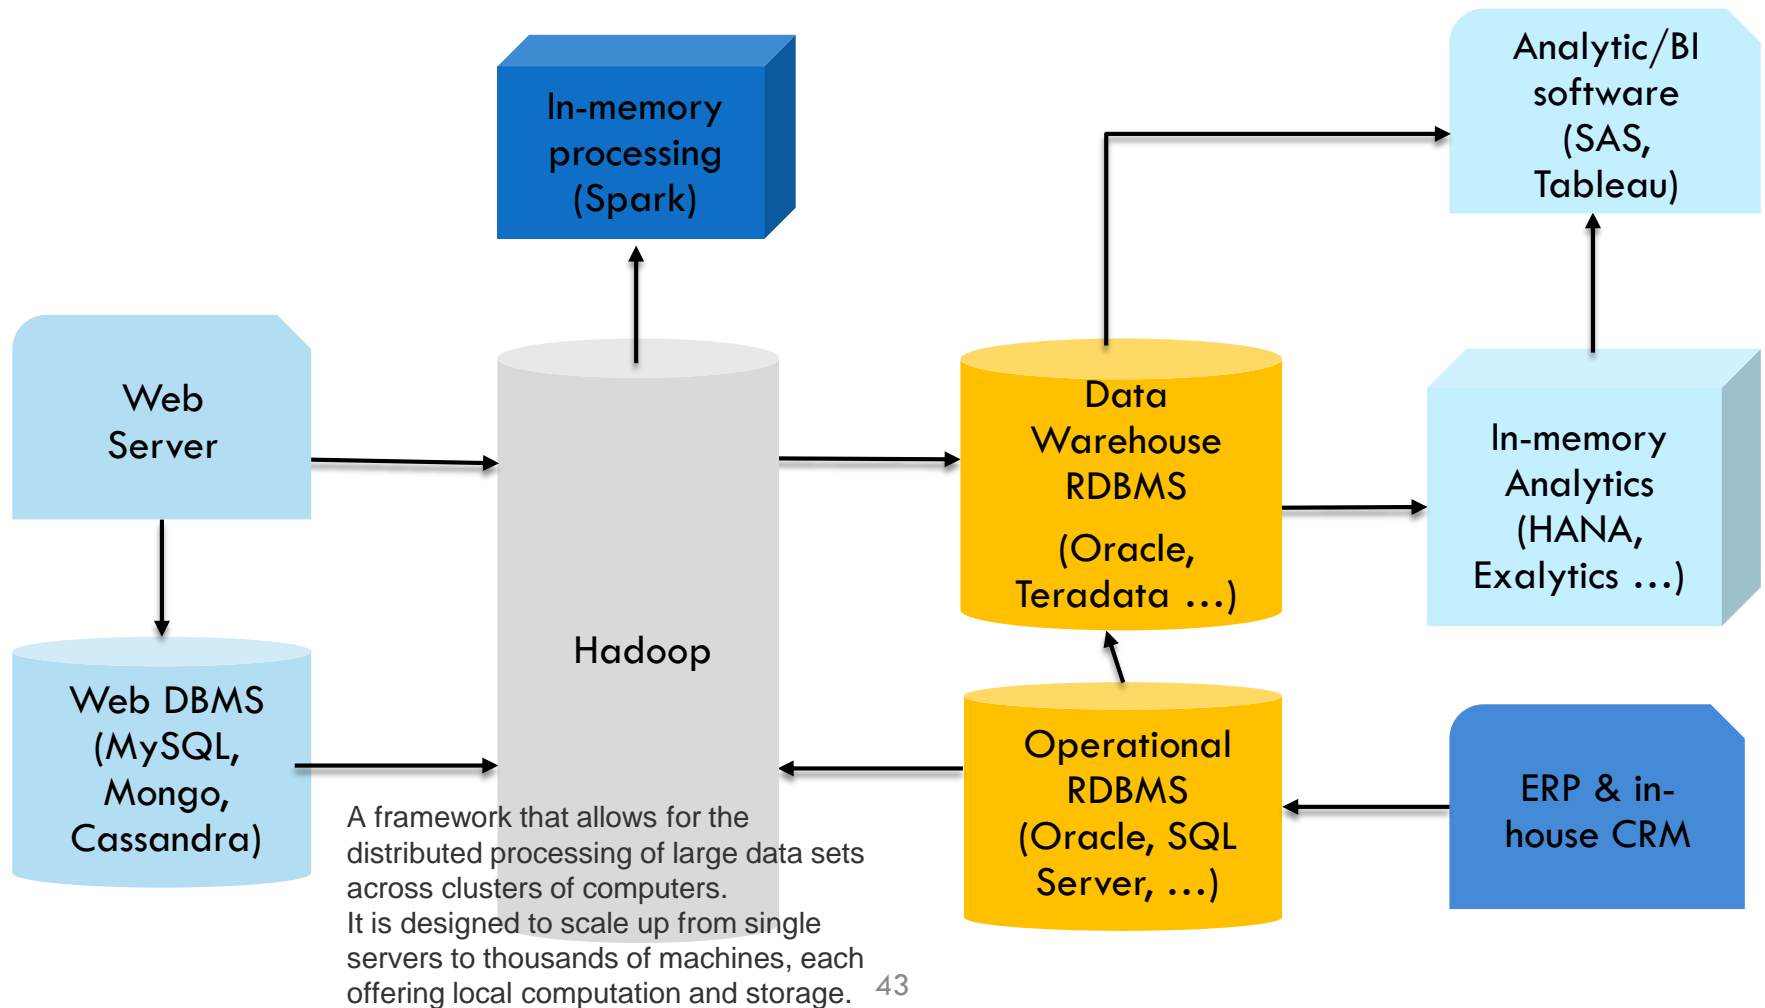 In-memory
processing
(Spark)
Analytic/BI
software
(SAS,
Tableau)
Web
Server
Data
Warehouse
RDBMS
(Oracle,
Teradata ...)
In-memory
Analytics
(HANA,
Exalytics ...)
Hadoop
Web DBMS
(MySQL,
Mongo,
Cassandra)
Operational
RDBMS
(Oracle, SQL
Server, ...)
ERP & in-
house CRM
A framework that allows for the
distributed processing of large data sets
across clusters of computers.
It is designed to scale up from single
servers to thousands of machines, each
offering local computation and storage.
43